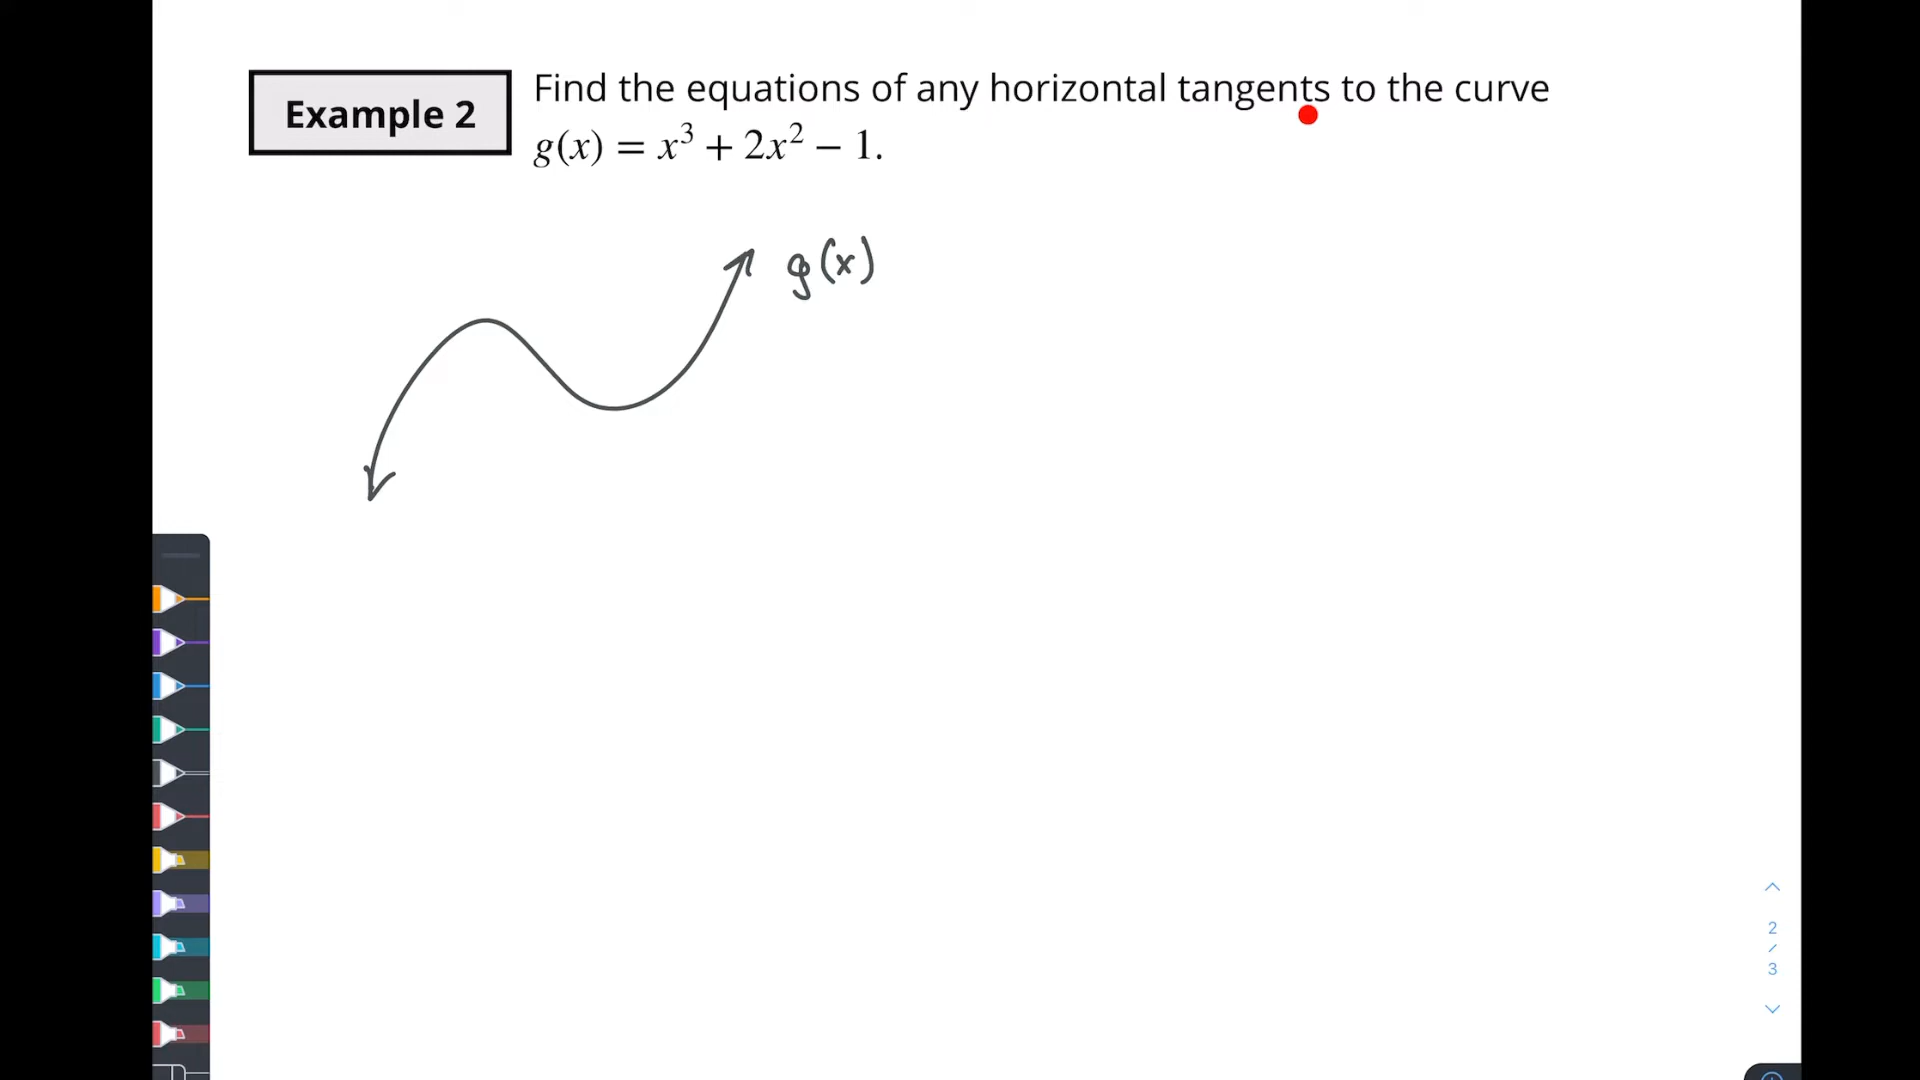 Example 2
Find the equations of any horizontal tangents to the curve
g(x) = x³ + 2x² − 1.
g(x)
2
/
3